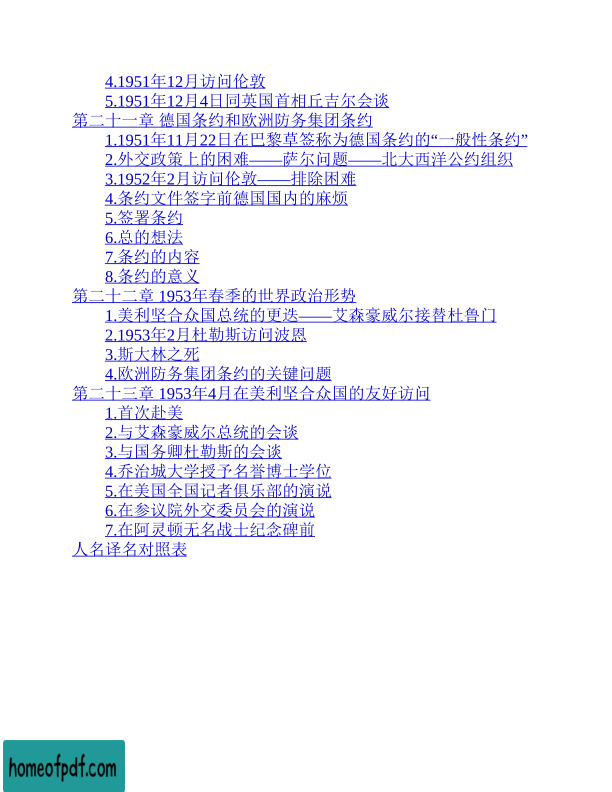 4.1951年12月访问伦敦
5.1951年12月4日同英国首相丘吉尔会谈
第二十一章 德国条约和欧洲防务集团条约
1.1951年11月22日在巴黎草签称为德国条约的“一般性条约”
2.外交政策上的困难——萨尔问题——北大西洋公约组织
3.1952年2月访问伦敦——排除困难
4.条约文件签字前德国国内的麻烦
5.签署条约
6.总的想法
7.条约的内容
8.条约的意义
第二十二章 1953年春季的世界政治形势
1.美利坚合众国总统的更迭——艾森豪威尔接替杜鲁门
2.1953年2月杜勒斯访问波恩
3.斯大林之死
4.欧洲防务集团条约的关键问题
第二十三章 1953年4月在美利坚合众国的友好访问
1.首次赴美
2.与艾森豪威尔总统的会谈
3.与国务卿杜勒斯的会谈
4.乔治城大学授予名誉博士学位
5.在美国全国记者俱乐部的演说
6.在参议院外交委员会的演说
7.在阿灵顿无名战士纪念碑前
人名译名对照表
homeofpdf.com